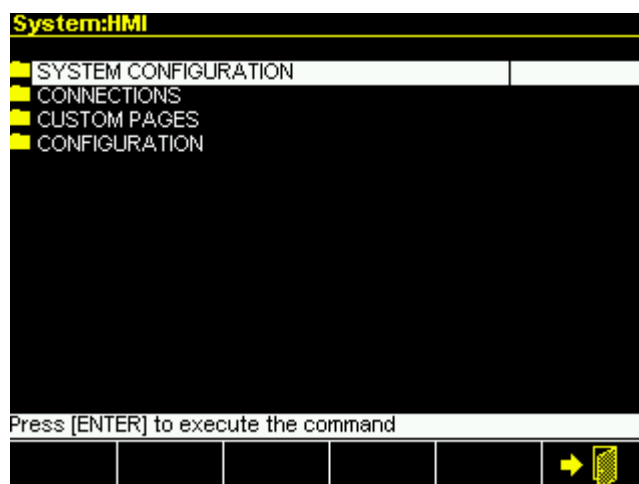 System:HMI
SYSTEM CONFIGURATION
CONNECTIONS
CUSTOM PAGES
CONFIGURATION
Press [ENTER] to execute the command